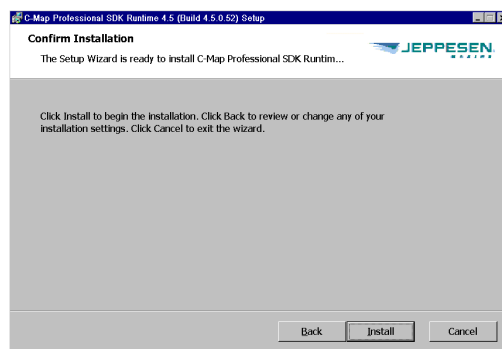 C-Map Professional SDK Runtime 4.5 (Build 4.5.0.52) Setup
Confirm Installation
The Setup Wizard is ready to install C-Map Professional SDK Runtim...
JEPPESEN.
MARINE
Click Install to begin the installation. Click Back to review or change any of your
installation settings. Click Cancel to exit the wizard.
Back
Install
Cancel